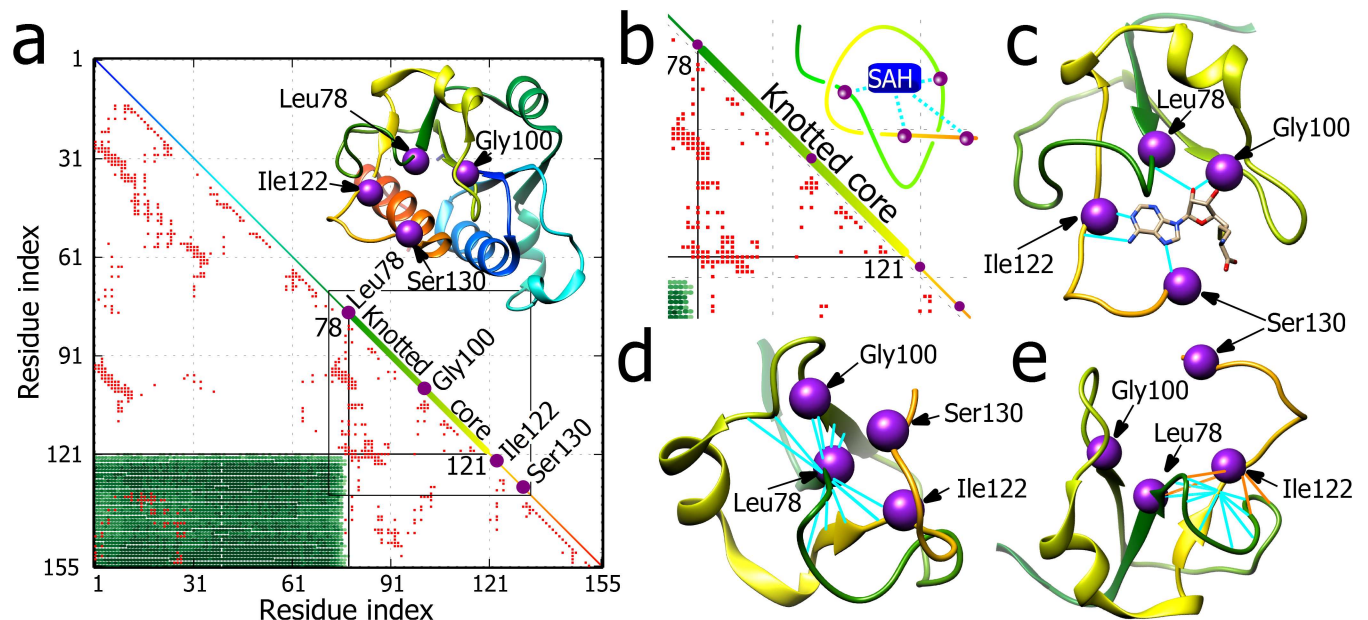 a
1
31
61
91
121
155
Residue index
1
31
61
91
121
155
Residue index
Leu78
Gly100
Ile122
Leu78
Ser130
78
Leu78
Knotted
core
Gly100
121
Ile122
Ser130
b
78
Knotted core
121
SAH
c
Leu78
Gly100
Ile122
Ser130
d
Gly100
Ser130
Leu78
Ile122
e
Gly100
Leu78
Ile122